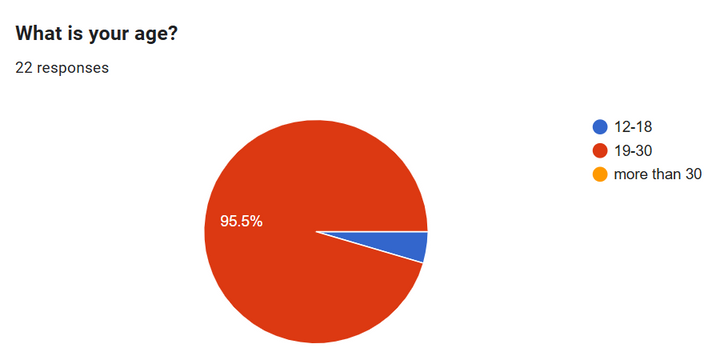 What is your age?
22 responses
12-18
19-30
more than 30
95.5%